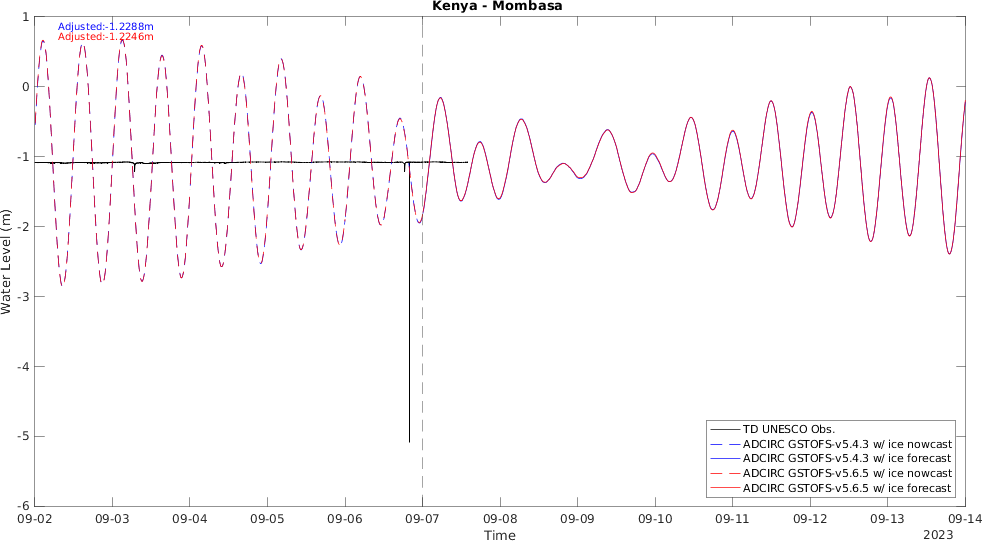 Kenya - Mombasa
Adjusted:-1.2288m
Adjusted:-1.2246m
1
0
-1
-2
-3
-4
-5
-6
Water Level (m)
TD UNESCO Obs.
ADCIRC GSTOFS-v5.4.3 w/ ice nowcast
ADCIRC GSTOFS-v5.4.3 w/ ice forecast
ADCIRC GSTOFS-v5.6.5 w/ ice nowcast
ADCIRC GSTOFS-v5.6.5 w/ ice forecast
09-02 09-03 09-04 09-05 09-06 09-07 09-08 09-09 09-10 09-11 09-12 09-13 09-14
Time
2023